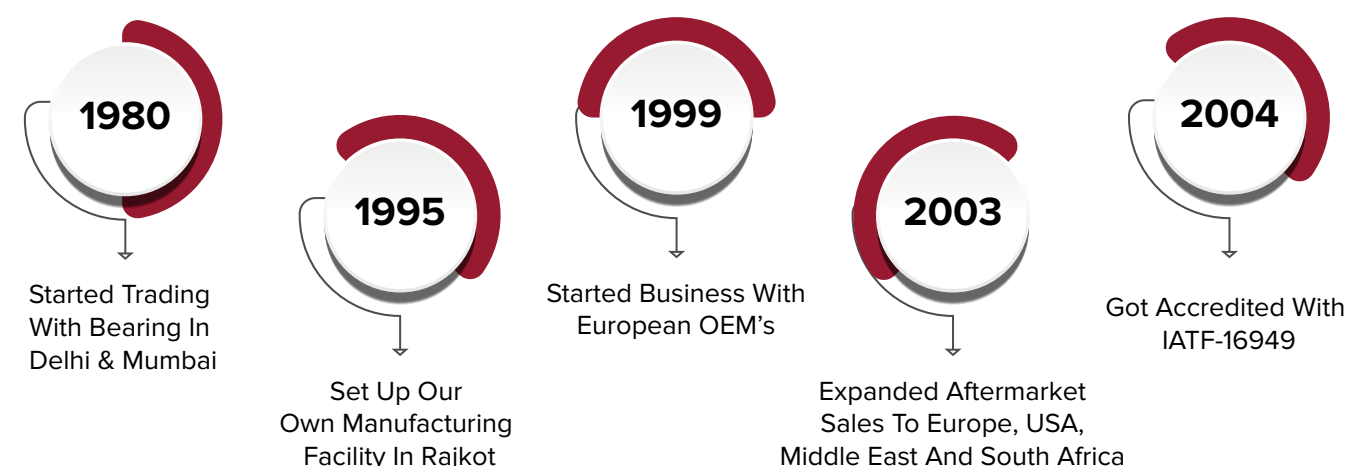 1980
Started Trading
With Bearing In
Delhi & Mumbai
1995
Set Up Our
Own Manufacturing
Facility In Rajkot
1999
Started Business With
European OEM’s
2003
Expanded Aftermarket
Sales To Europe, USA,
Middle East And South Africa
2004
Got Accredited With
IATF-16949